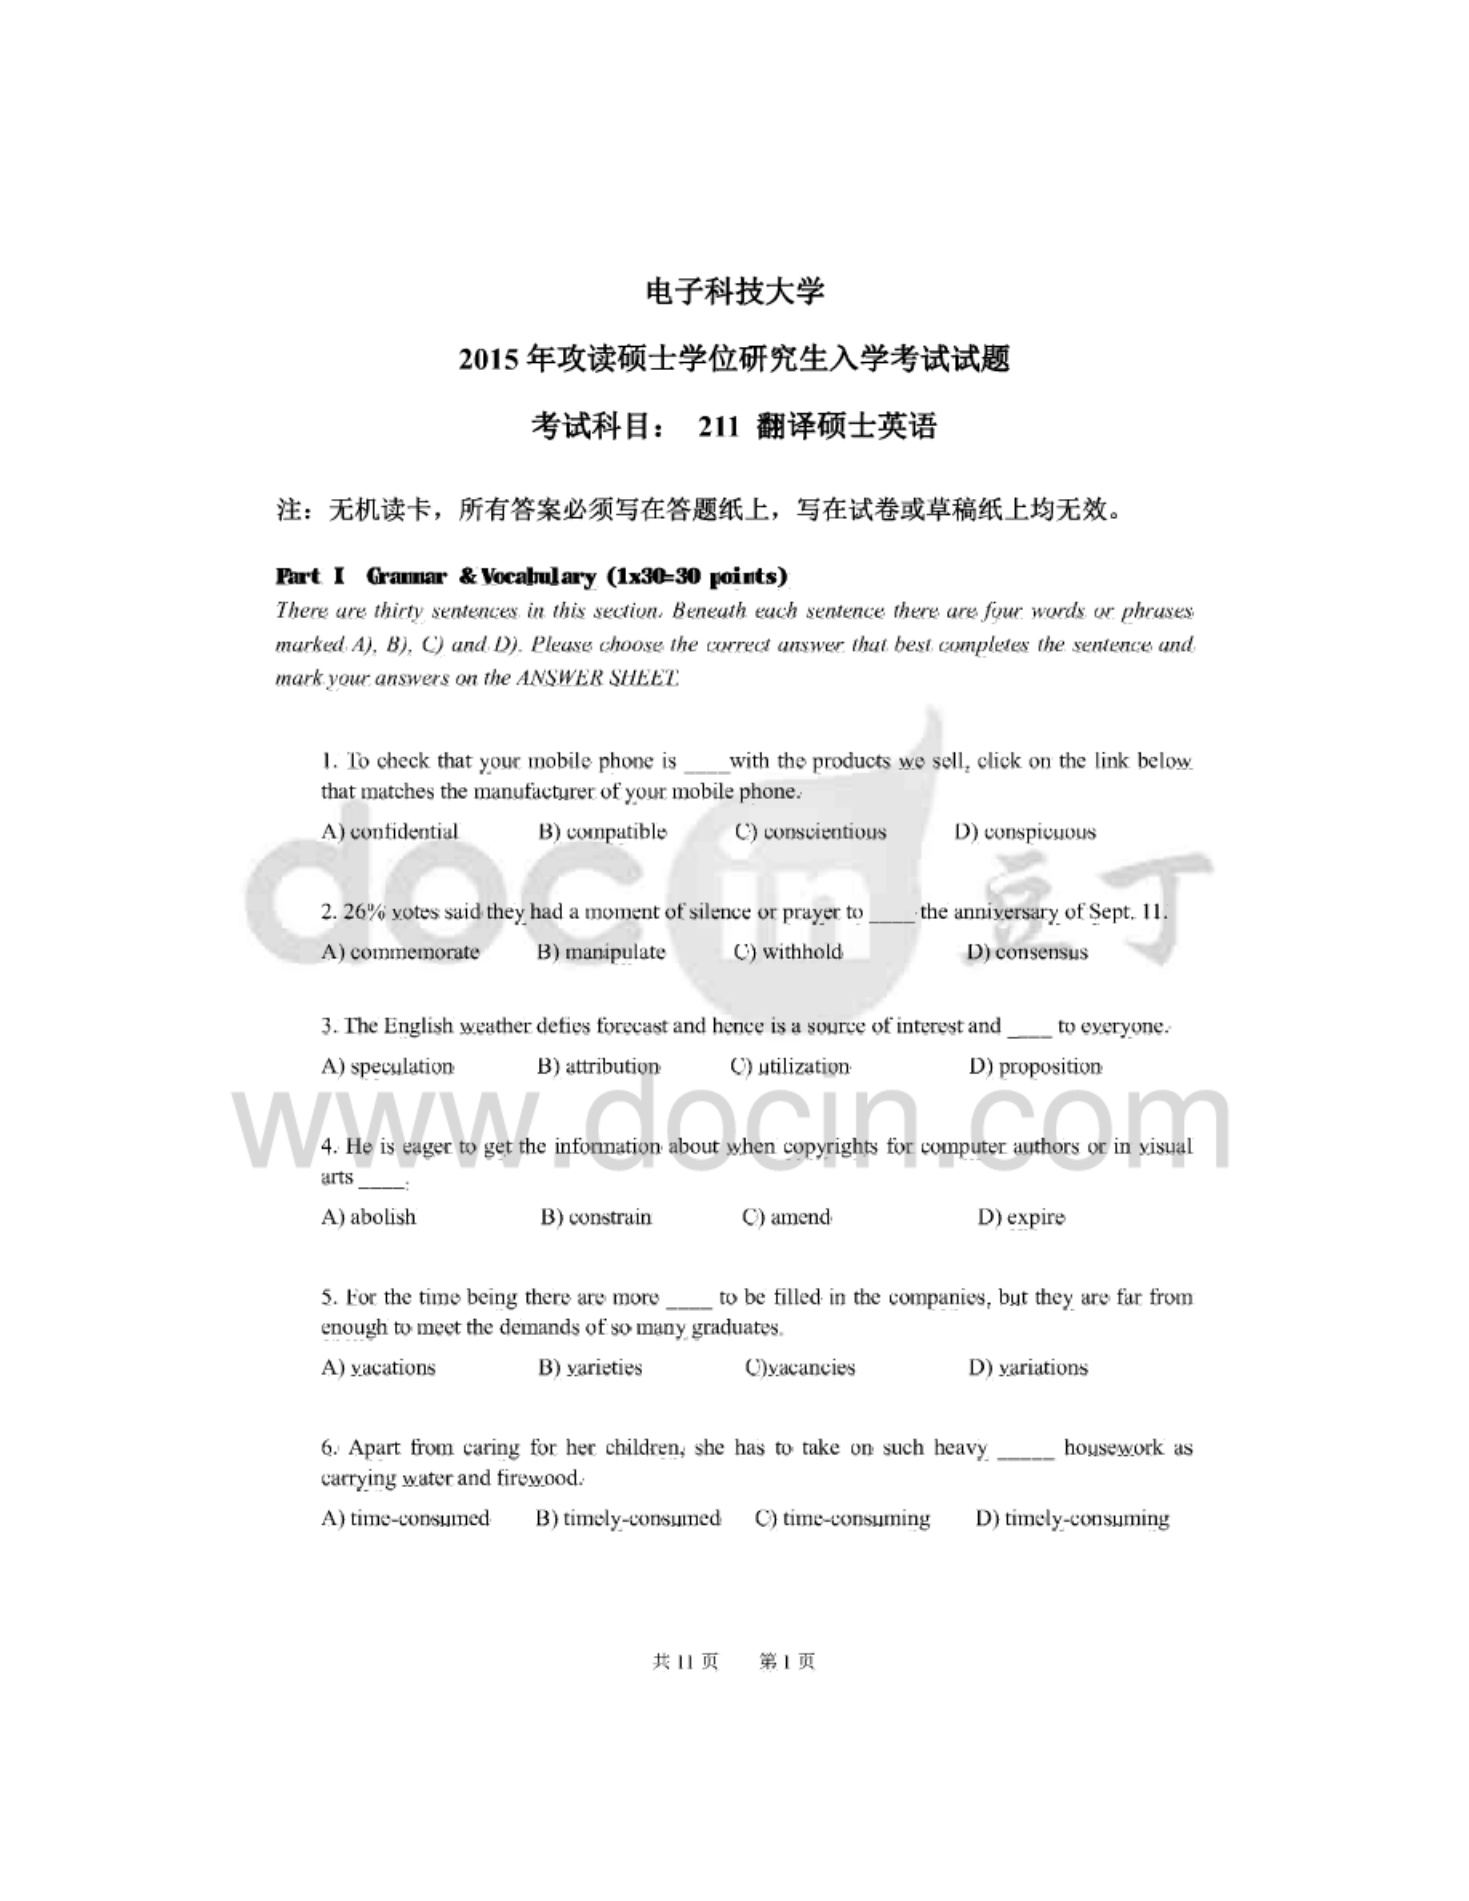 电子科技大学
2015 年攻读硕士学位研究生入学考试试题
考试科目： 211 翻译硕士英语
注：无机读卡，所有答案必须写在答题纸上，写在试卷或草稿纸上均无效。
Part I Grammar & Vocabulary (1x30=30 points)
There are thirty sentences in this section. Beneath each sentence there are four words or phrases
marked A), B), C) and D). Please choose the correct answer that best completes the sentence and
mark your answers on the ANSWER SHEET.
1. To check that your mobile phone is ____with the products we sell, click on the link below
that matches the manufacturer of your mobile phone.
A) confidential B) compatible C) conscientious D) conspicuous
2. 26% votes said they had a moment of silence or prayer to ____ the anniversary of Sept. 11.
A) commemorate B) manipulate C) withhold D) consensus
3. The English weather defies forecast and hence is a source of interest and ____ to everyone.
A) speculation B) attribution C) utilization D) proposition
4. He is eager to get the information about when copyrights for computer authors or in visual
arts ____.
A) abolish B) constrain C) amend D) expire
5. For the time being there are more ____ to be filled in the companies, but they are far from
enough to meet the demands of so many graduates.
A) vacations B) varieties C)vacancies D) variations
6. Apart from caring for her children, she has to take on such heavy _____ housework as
carrying water and firewood.
A) time-consumed B) timely-consumed C) time-consuming D) timely-consuming
共 11 页 第 1 页
docin 豆丁
www.docin.com